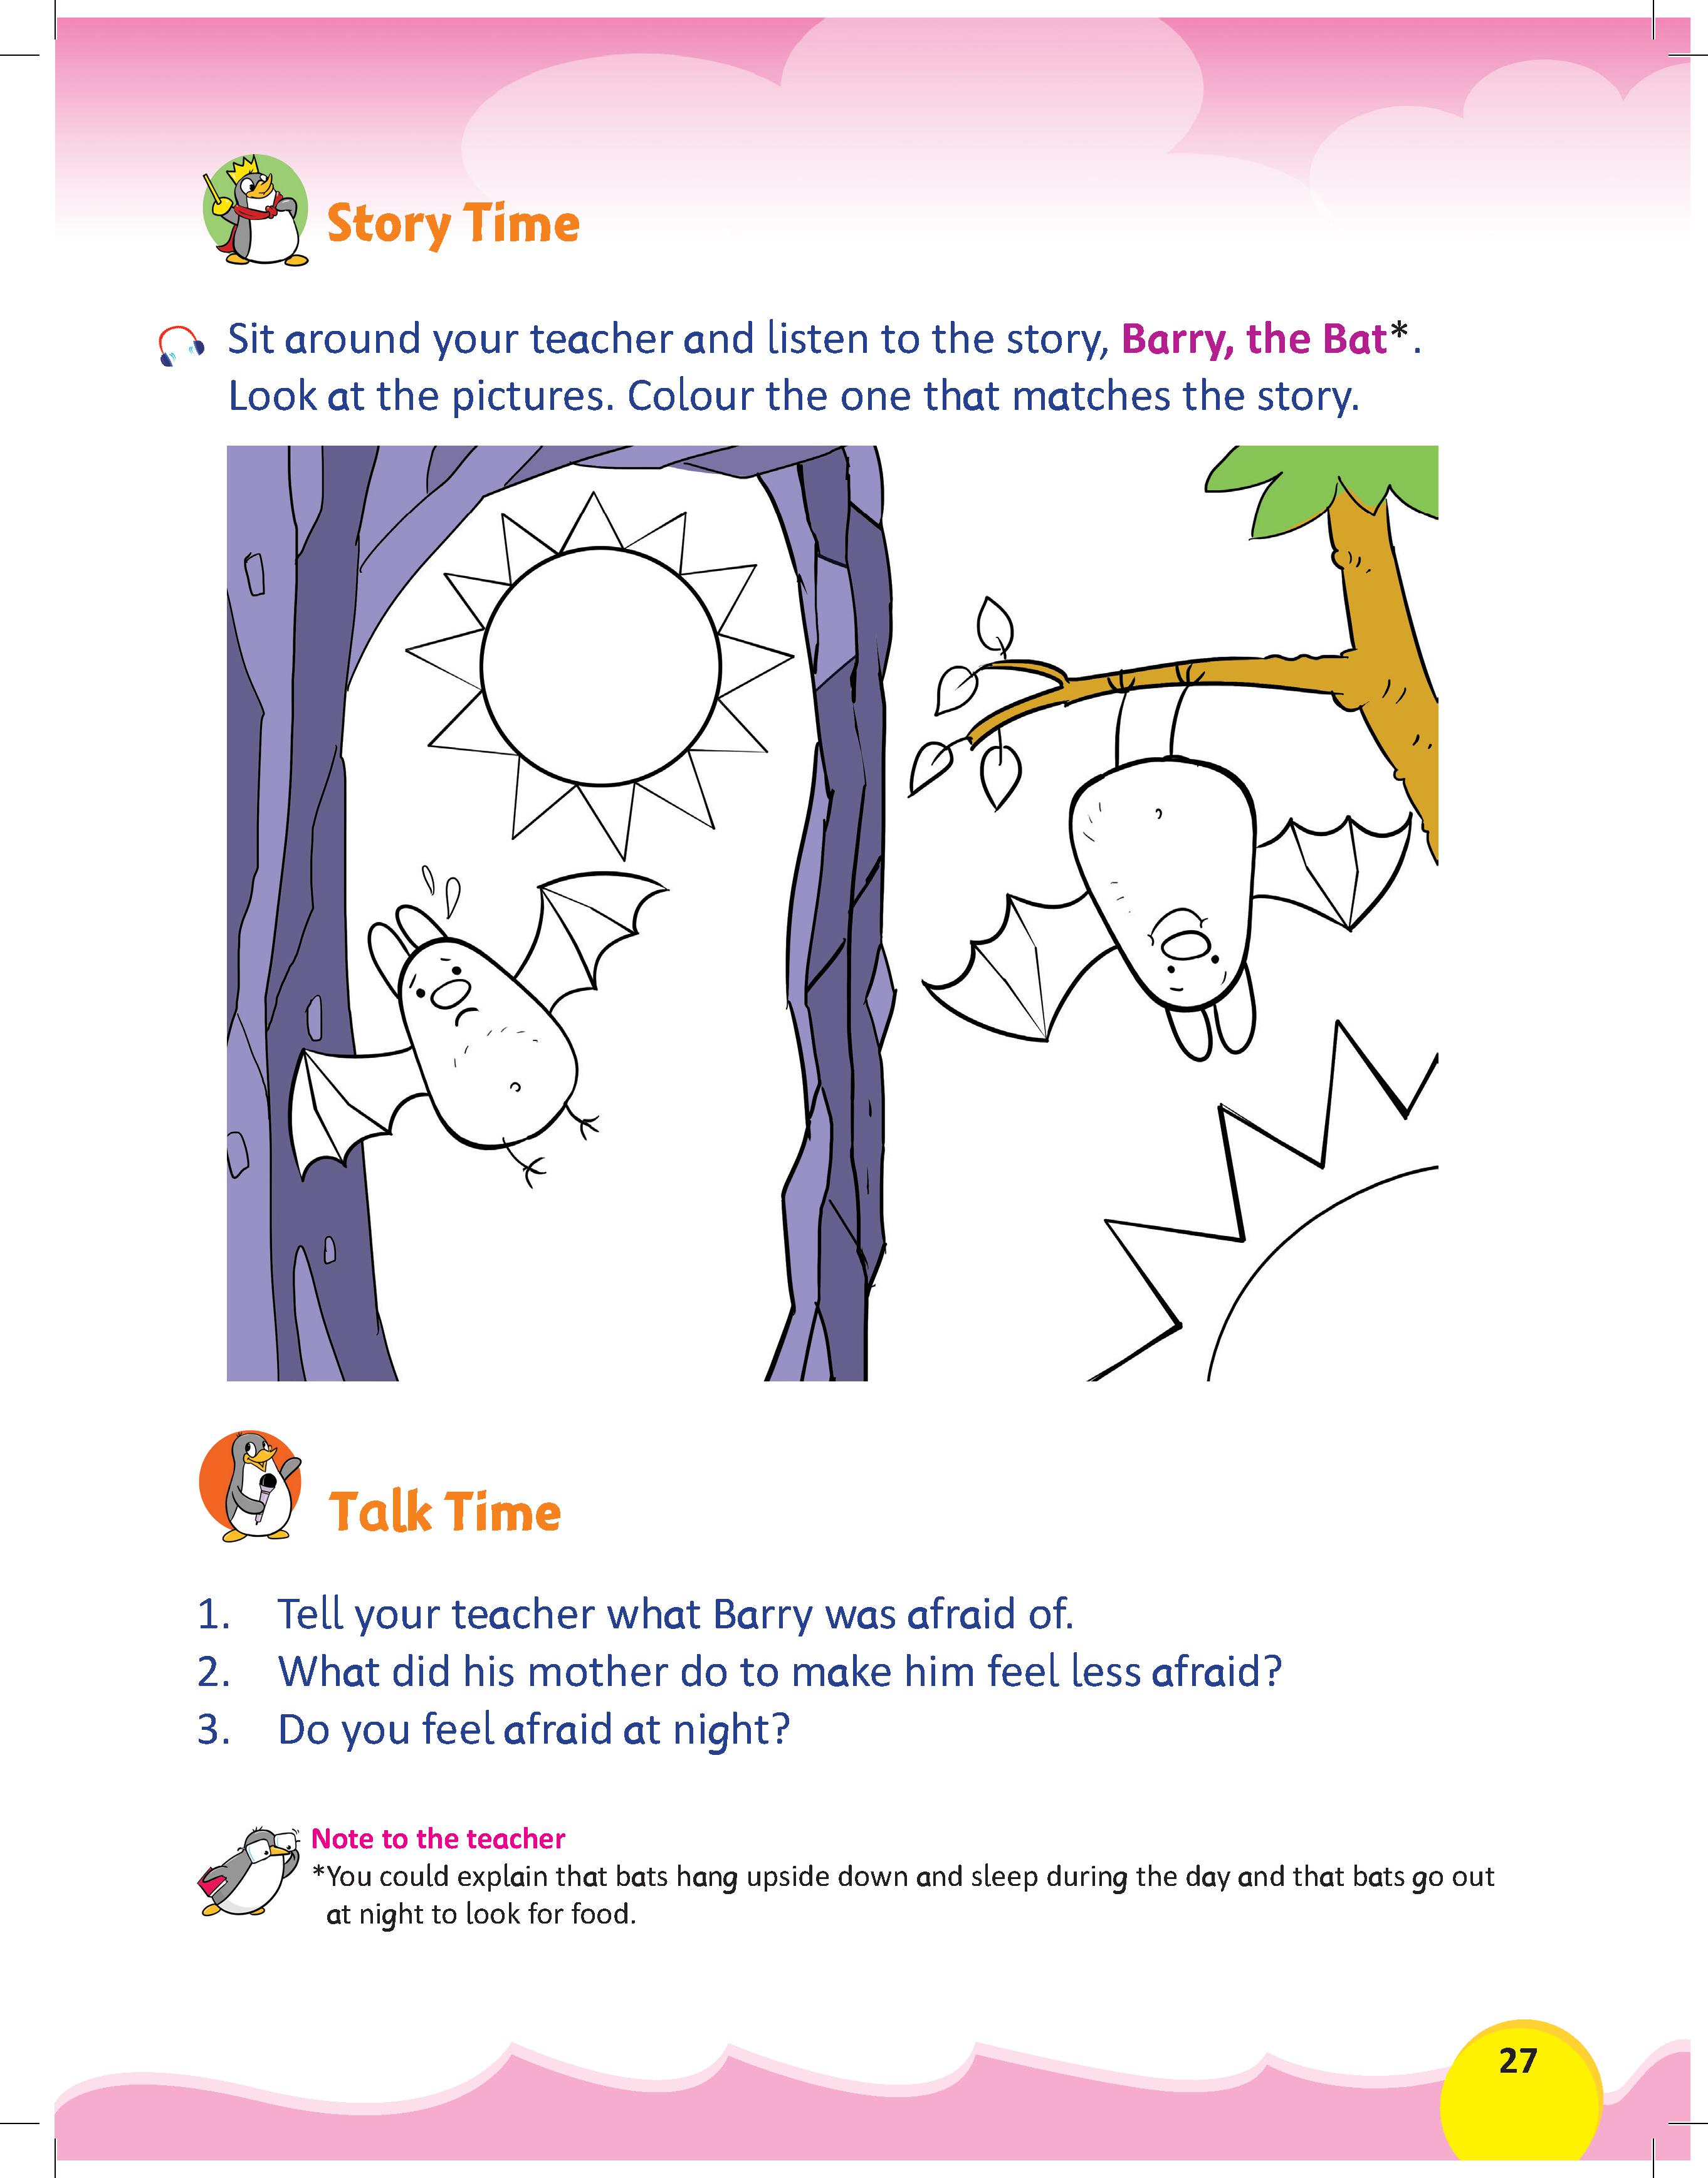 Story Time
Sit around your teacher and listen to the story, Barry, the Bat*.
Look at the pictures. Colour the one that matches the story.
Talk Time
1. Tell your teacher what Barry was afraid of.
2. What did his mother do to make him feel less afraid?
3. Do you feel afraid at night?
Note to the teacher
*You could explain that bats hang upside down and sleep during the day and that bats go out
at night to look for food.
27